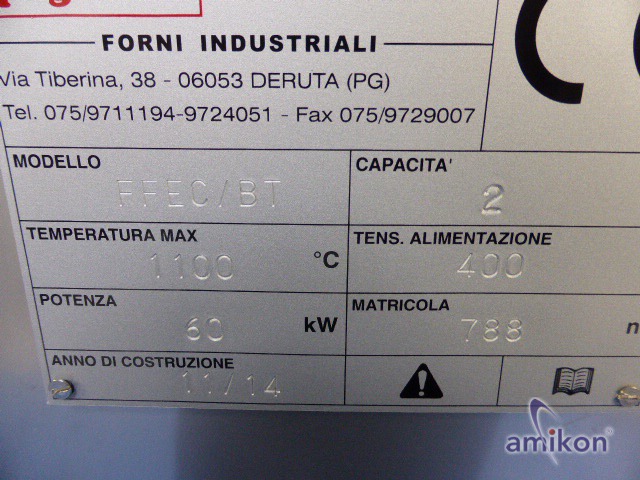 FORNI INDUSTRIALI
Via Tiberina, 38 - 06053 DERUTA (PG)
Tel. 075/9711194-9724051 - Fax 075/9729007
CE
MODELLO FFEC/BT
CAPACITA' 2
TEMPERATURA MAX 1100 °C
TENS. ALIMENTAZIONE 400
POTENZA 60 kW
MATRICOLA 788
ANNO DI COSTRUZIONE 11/14
amikon